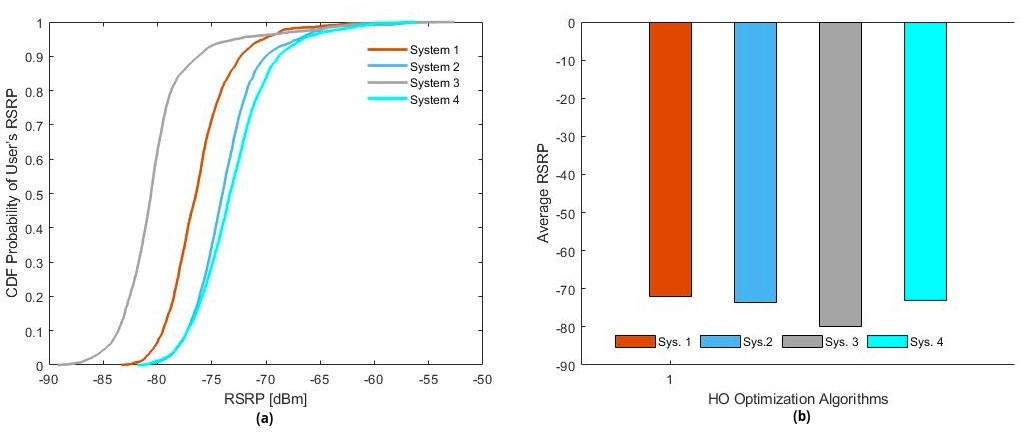 1
0.9
0.8
0.7
0.6
0.5
0.4
0.3
0.2
0.1
0
CDF Probability of User's RSRP
System 1
System 2
System 3
System 4
-90 -85 -80 -75 -70 -65 -60 -55 -50
RSRP [dBm]
(a)
0
-10
-20
-30
-40
-50
-60
-70
-80
-90
Average RSRP
Sys. 1 Sys.2 Sys. 3 Sys. 4
1
HO Optimization Algorithms
(b)